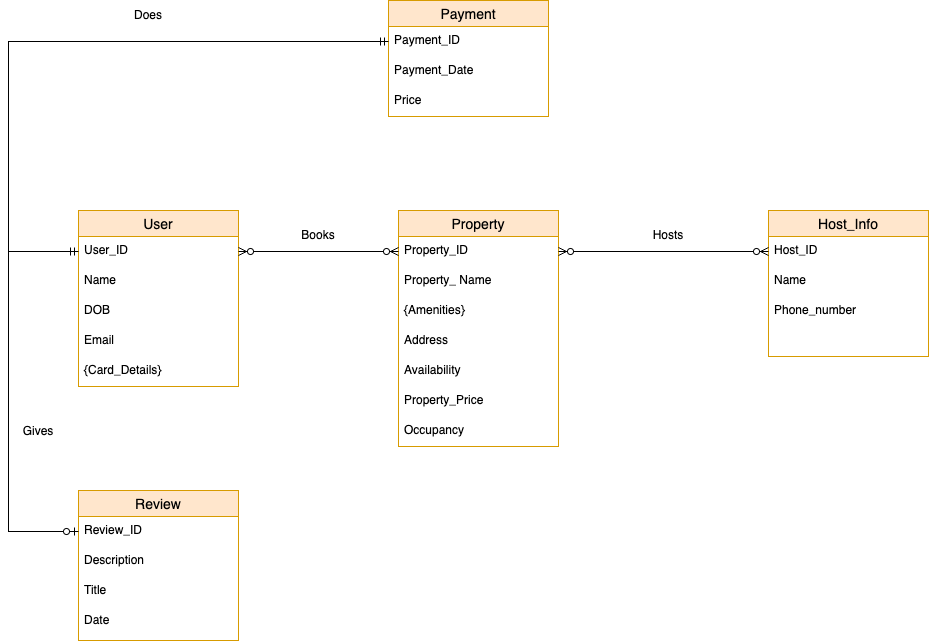 Does
Payment
Payment_ID
Payment_Date
Price
User
User_ID
Name
DOB
Email
{Card_Details}
Books
Property
Property_ID
Property_ Name
{Amenities}
Address
Availability
Property_Price
Occupancy
Hosts
Host_Info
Host_ID
Name
Phone_number
Gives
Review
Review_ID
Description
Title
Date